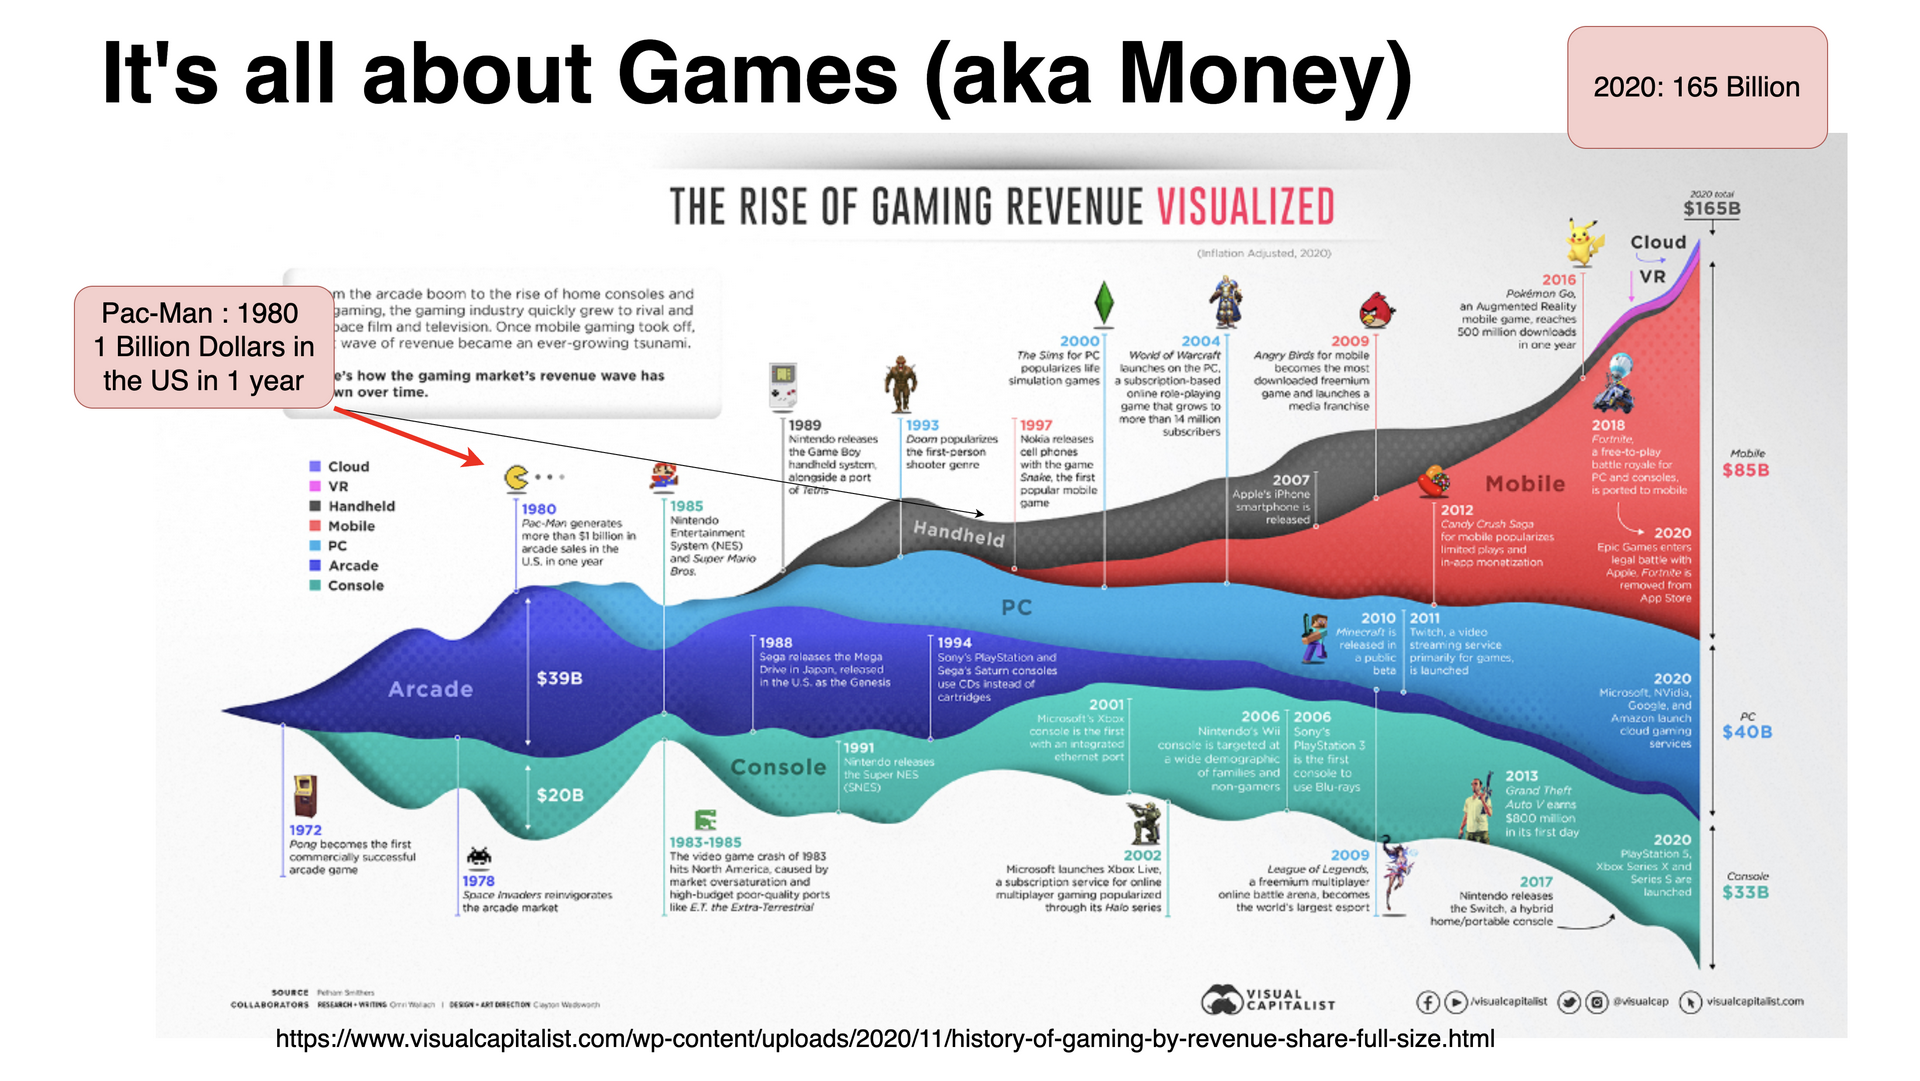 It's all about Games (aka Money)
2020: 165 Billion
THE RISE OF GAMING REVENUE VISUALIZED
(Inflation Adjusted, 2020)
2020 total
$165B
Pac-Man : 1980
1 Billion Dollars in
the US in 1 year
m the arcade boom to the rise of home consoles and
gaming, the gaming industry quickly grew to rival and
pace film and television. Once mobile gaming took off,
wave of revenue became an ever-growing tsunami.
e's how the gaming market's revenue wave has
wn over time.
Cloud
VR
Handheld
Mobile
PC
Arcade
Console
1980
Pac-Man generates
more than $1 billion in
arcade sales in the
U.S. in one year
1985
Nintendo
Entertainment
System (NES)
and Super Mario
Bros.
1989
Nintendo releases
the Game Boy
handheld system,
alongside a port
of Tetris
1993
Doom popularizes
the first-person
shooter genre
1997
Nokia releases
cell phones
with the game
Snake, the first
popular mobile
game
2000
The Sims for PC
popularizes life
simulation games
2004
World of Warcraft
launches on the PC,
a subscription-based
online role-playing
game that grows to
more than 14 million
subscribers
2009
Angry Birds for mobile
becomes the most
downloaded freemium
game and launches a
media franchise
2016
Pokémon Go,
an Augmented Reality
mobile game, reaches
500 million downloads
in one year
Cloud
VR
2007
Apple's iPhone
smartphone is
released
2012
Candy Crush Saga
for mobile popularizes
limited plays and
in-app monetization
Mobile
2018
Fortnite,
a free-to-play
battle royale for
PC and consoles,
is ported to mobile
2020
Epic Games enters
legal battle with
Apple, Fortnite is
removed from
App Store
Mobile
$85B
Handheld
PC
Arcade
$39B
$20B
Console
1988
Sega releases the Mega
Drive in Japan, released
in the U.S. as the Genesis
1994
Sony's PlayStation and
Sega's Saturn consoles
use CDs instead of
cartridges
2010
Minecraft is
released in
a public
beta
2011
Twitch, a video
streaming service
primarily for games,
is launched
2020
Microsoft, NVidia,
Google, and
Amazon launch
cloud gaming
services
PC
$40B
1991
Nintendo releases
the Super NES
(SNES)
2001
Microsoft's Xbox
console is the first
with an integrated
ethernet port
2006
Nintendo's Wii
console is targeted at
a wide demographic
of families and
non-gamers
2006
Sony's
PlayStation 3
is the first
console to
use Blu-rays
2013
Grand Theft
Auto V earns
$800 million
in its first day
2020
PlayStation 5,
Xbox Series X and
Series S are
launched
Console
$33B
1972
Pong becomes the first
commercially successful
arcade game
1978
Space Invaders reinvigorates
the arcade market
1983-1985
The video game crash of 1983
hits North America, caused by
market oversaturation and
high-budget poor-quality ports
like E.T. the Extra-Terrestrial
2002
Microsoft launches Xbox Live,
a subscription service for online
multiplayer gaming popularized
through its Halo series
2009
League of Legends,
a freemium multiplayer
online battle arena, becomes
the world's largest esport
2017
Nintendo releases
the Switch, a hybrid
home/portable console
SOURCE Pelham Smithers
COLLABORATORS RESEARCH + WRITING Omri Wallach | DESIGN + ART DIRECTION Clayton Wadsworth
VISUAL
CAPITALIST
/visualcapitalist @visualcap visualcapitalist.com
https://www.visualcapitalist.com/wp-content/uploads/2020/11/history-of-gaming-by-revenue-share-full-size.html